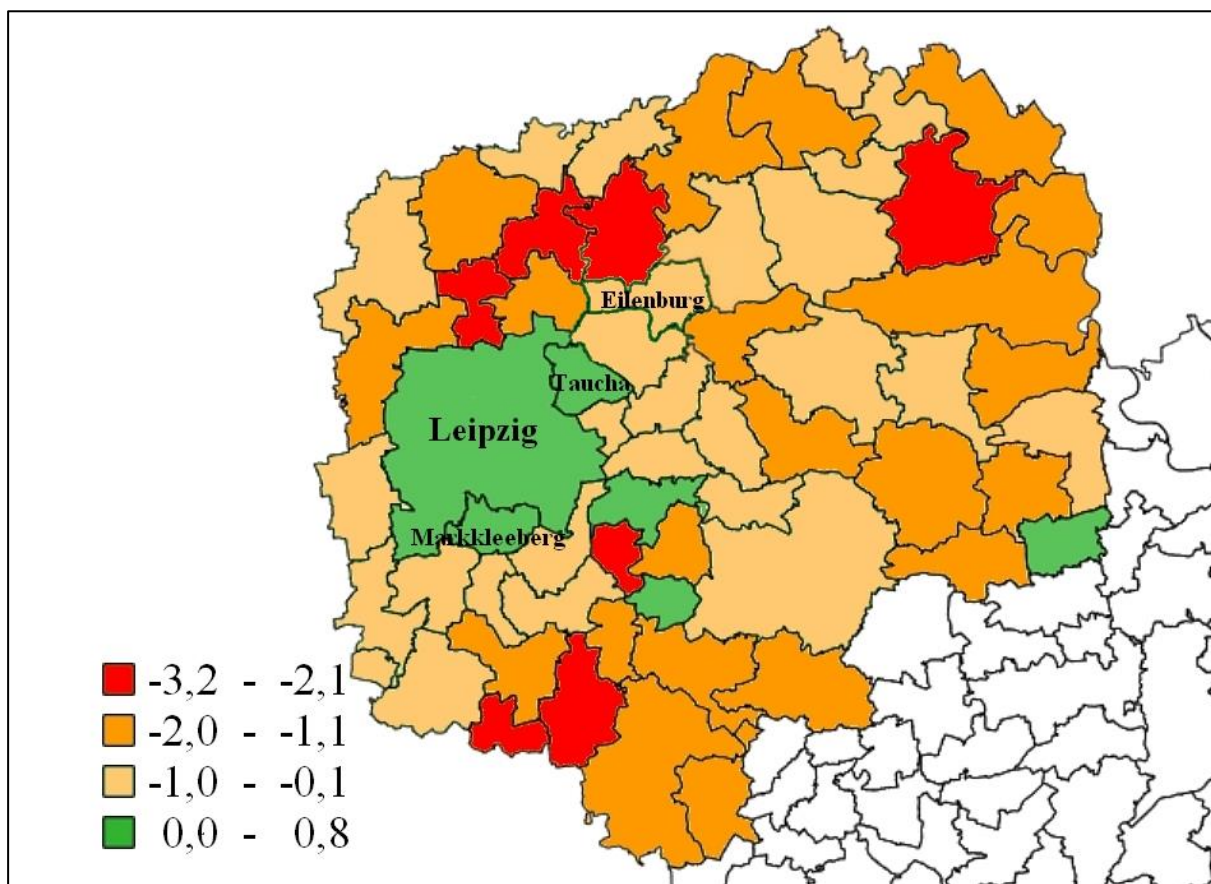 Eilenburg
Taucha
Leipzig
Markkleeberg
-3,2 - -2,1
-2,0 - -1,1
-1,0 - -0,1
0,0 - 0,8